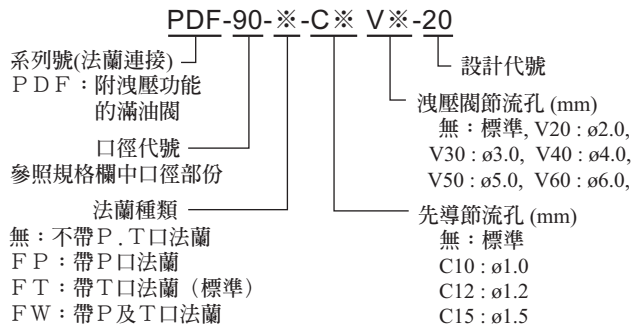 PDF-90-※-C※ V※-20
系列號(法蘭連接)
ＰＤＦ：附洩壓功能
的滿油閥
口徑代號
參照規格欄中口徑部份
法蘭種類
無：不帶Ｐ.Ｔ口法蘭
ＦＰ：帶Ｐ口法蘭
ＦＴ：帶Ｔ口法蘭（標準）
ＦＷ：帶Ｐ及Ｔ口法蘭
設計代號
洩壓閥節流孔 (mm)
無：標準, V20 : ø2.0,
V30 : ø3.0, V40 : ø4.0,
V50 : ø5.0, V60 : ø6.0,
先導節流孔 (mm)
無：標準
C10 : ø1.0
C12 : ø1.2
C15 : ø1.5